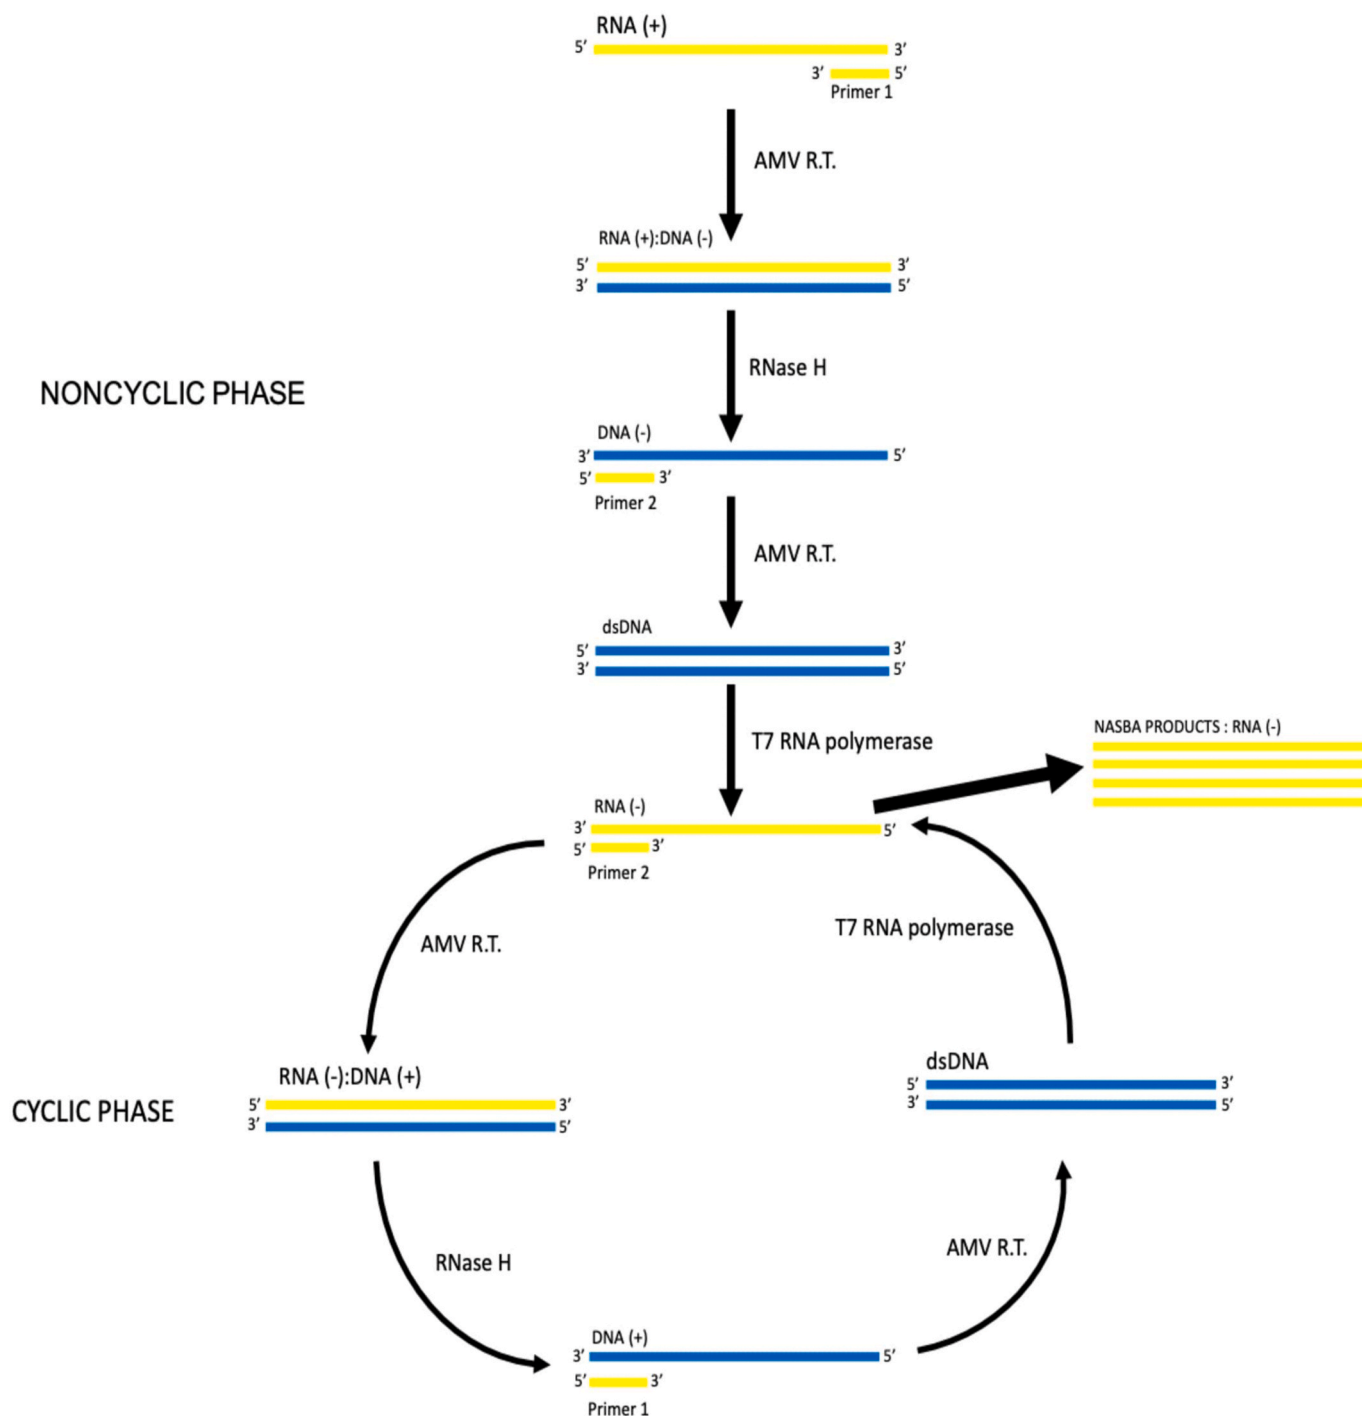 RNA (+)
5’ 3’
3’ 5’
Primer 1
AMV R.T.
RNA (+):DNA (-)
5’ 3’
3’ 5’
RNase H
NONCYCLIC PHASE
DNA (-)
3’ 5’
5’ 3’
Primer 2
AMV R.T.
dsDNA
5’ 3’
3’ 5’
T7 RNA polymerase
NASBA PRODUCTS : RNA (-)
RNA (-)
3’ 5’
5’ 3’
Primer 2
AMV R.T.
T7 RNA polymerase
RNA (-):DNA (+)
5’ 3’
3’ 5’
CYCLIC PHASE
dsDNA
5’ 3’
3’ 5’
RNase H
AMV R.T.
DNA (+)
3’ 5’
5’ 3’
Primer 1